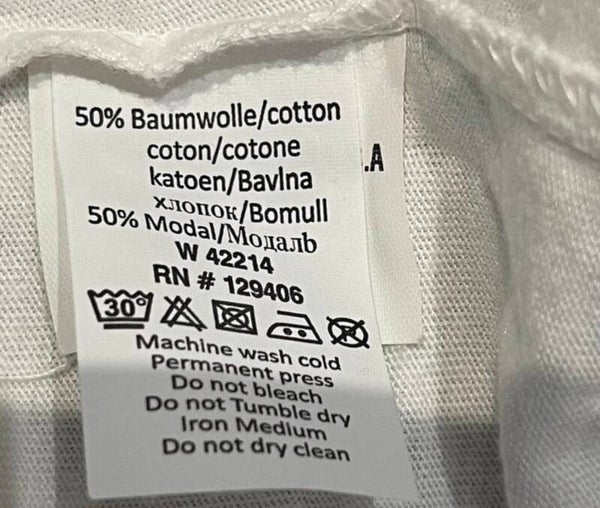 50% Baumwolle/cotton
coton/cotone
katoen/Bavlna
хлопок/Bomull
50% Modal/Модаль
W 42214
RN # 129406
30°
Machine wash cold
Permanent press
Do not bleach
Do not Tumble dry
Iron Medium
Do not dry clean
.A